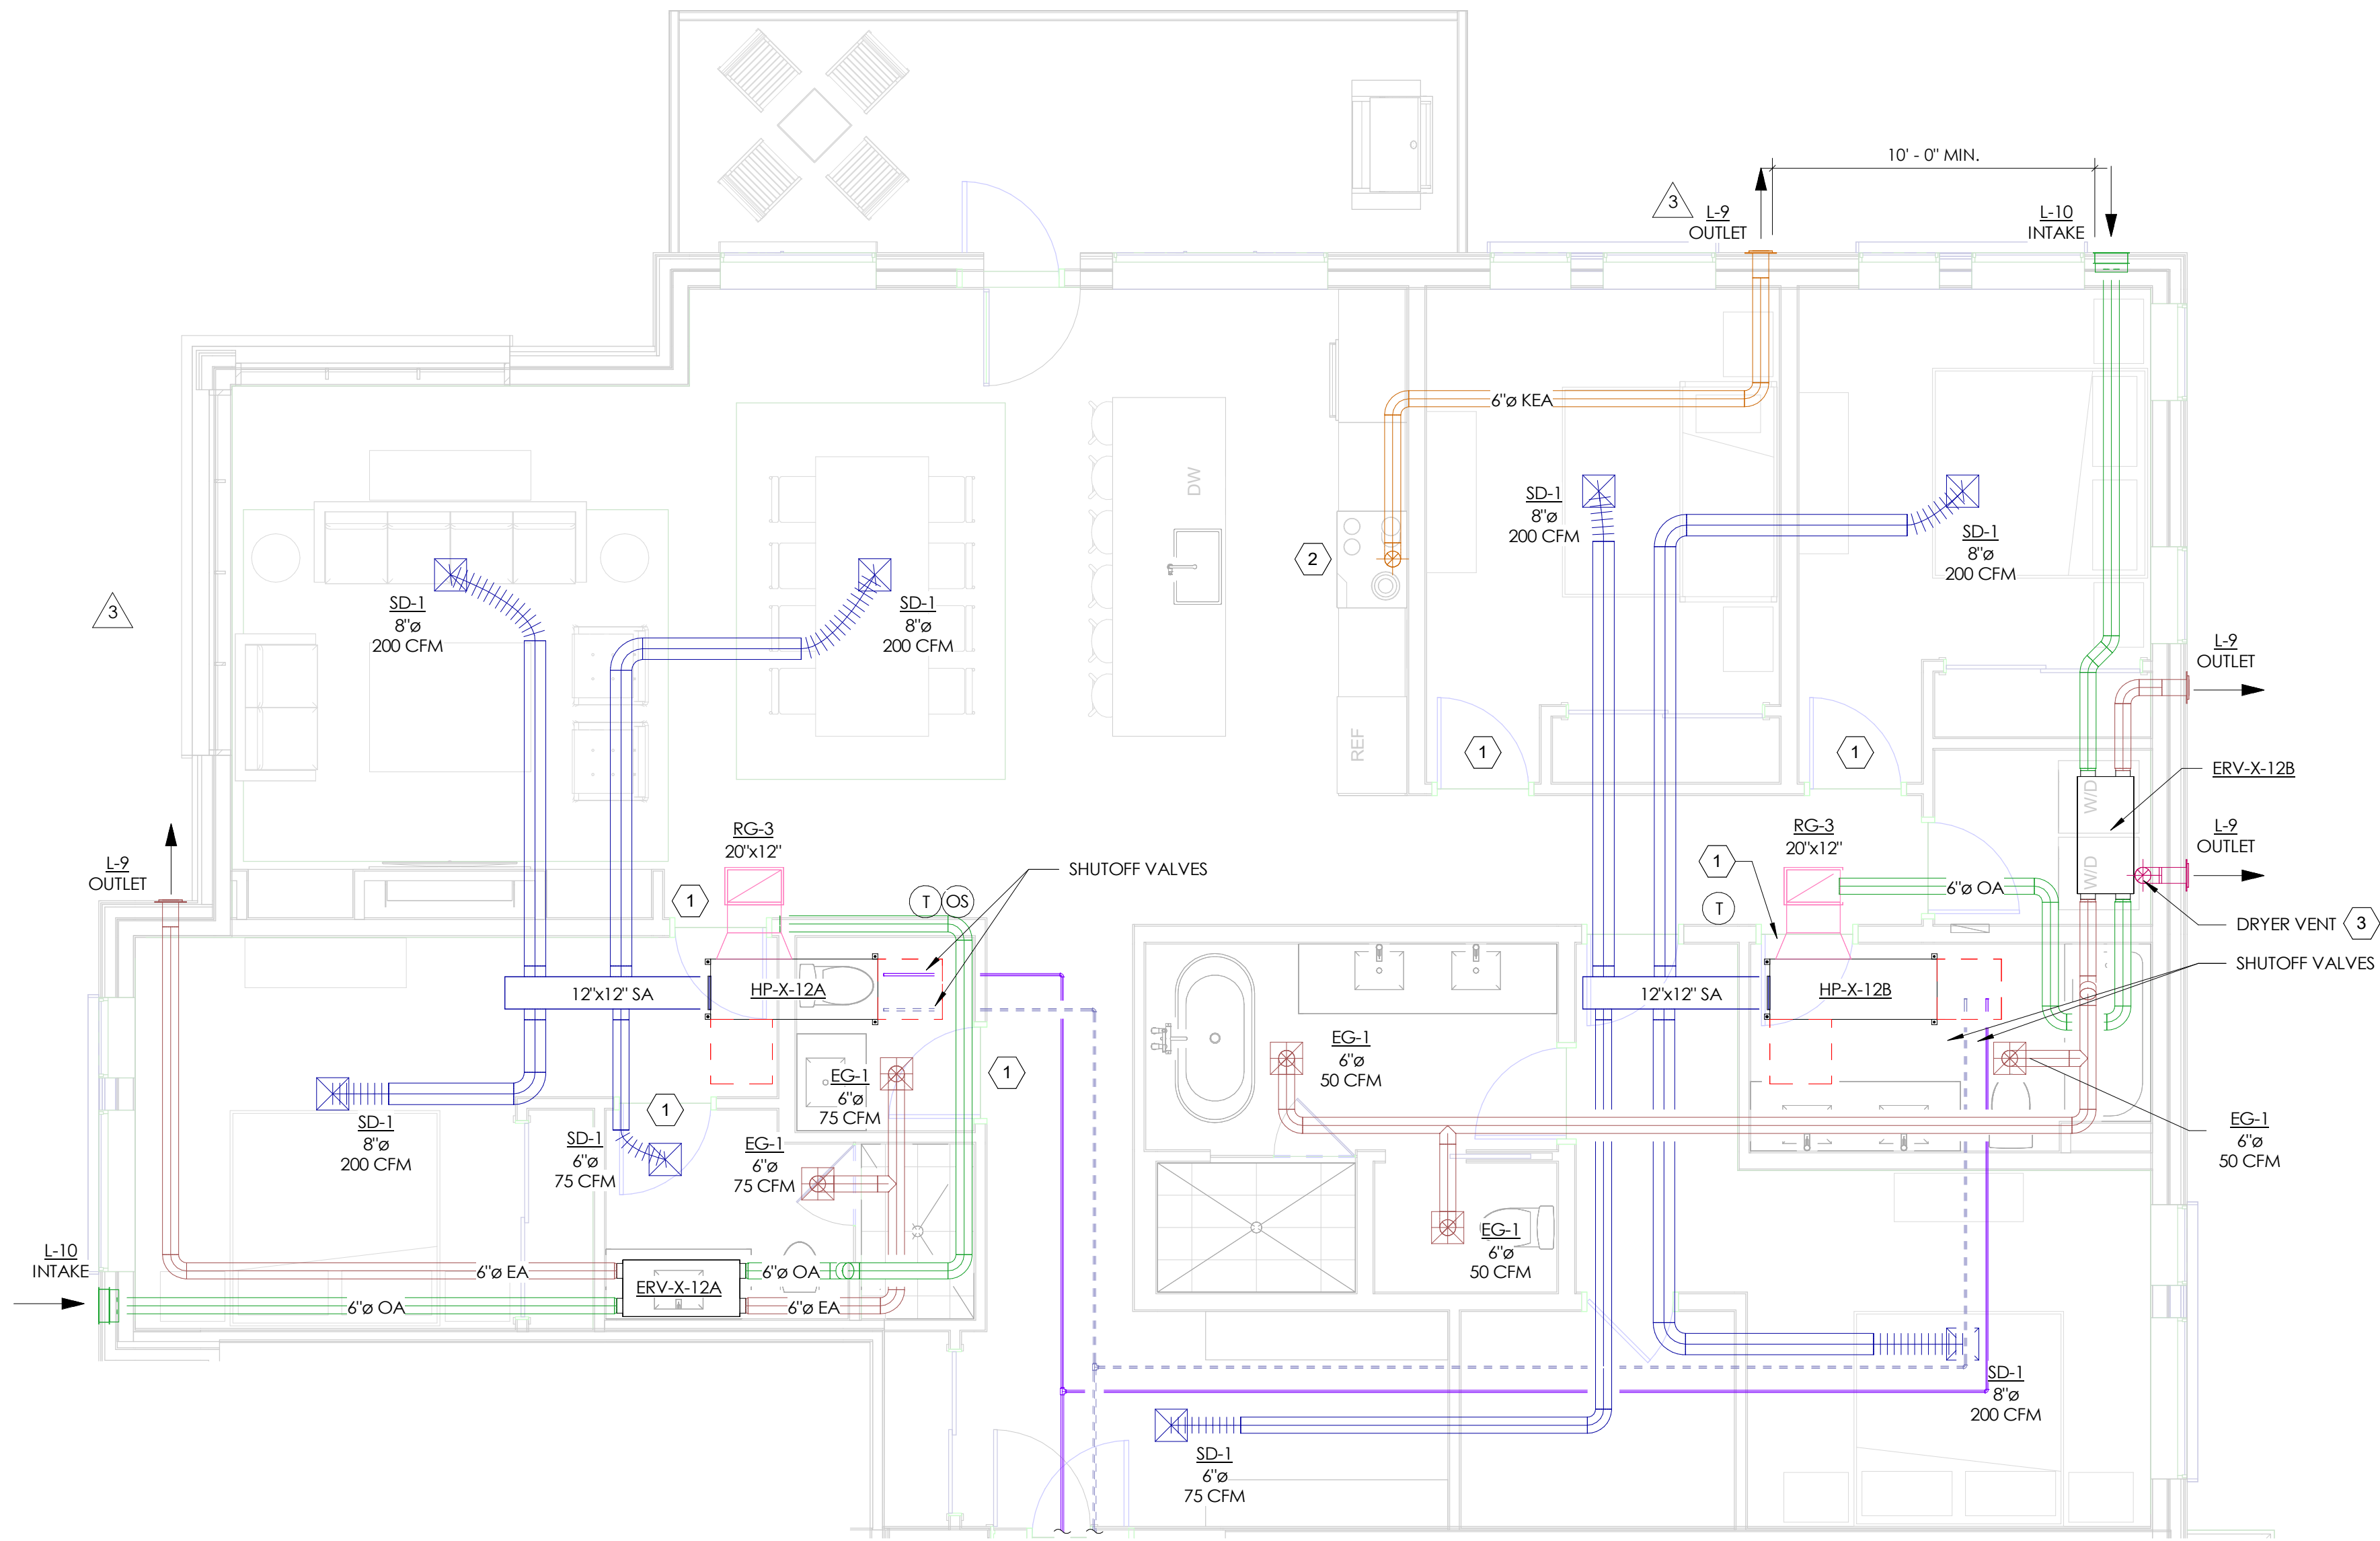 10' - 0" MIN.
3
L-9
OUTLET
L-10
INTAKE
6"ø KEA
SD-1
8"ø
200 CFM
SD-1
8"ø
200 CFM
DW
2
SD-1
8"ø
200 CFM
SD-1
8"ø
200 CFM
3
L-9
OUTLET
REF
1
1
ERV-X-12B
W/D
W/D
L-9
OUTLET
RG-3
20"x12"
RG-3
20"x12"
L-9
OUTLET
SHUTOFF VALVES
1
T
OS
1
T
6"ø OA
DRYER VENT
3
SHUTOFF VALVES
12"x12" SA
HP-X-12A
12"x12" SA
HP-X-12B
EG-1
6"ø
75 CFM
1
EG-1
6"ø
50 CFM
1
SD-1
8"ø
200 CFM
SD-1
6"ø
75 CFM
EG-1
6"ø
75 CFM
EG-1
6"ø
50 CFM
EG-1
6"ø
50 CFM
L-10
INTAKE
6"ø EA
6"ø OA
ERV-X-12A
6"ø OA
6"ø EA
SD-1
8"ø
200 CFM
SD-1
6"ø
75 CFM